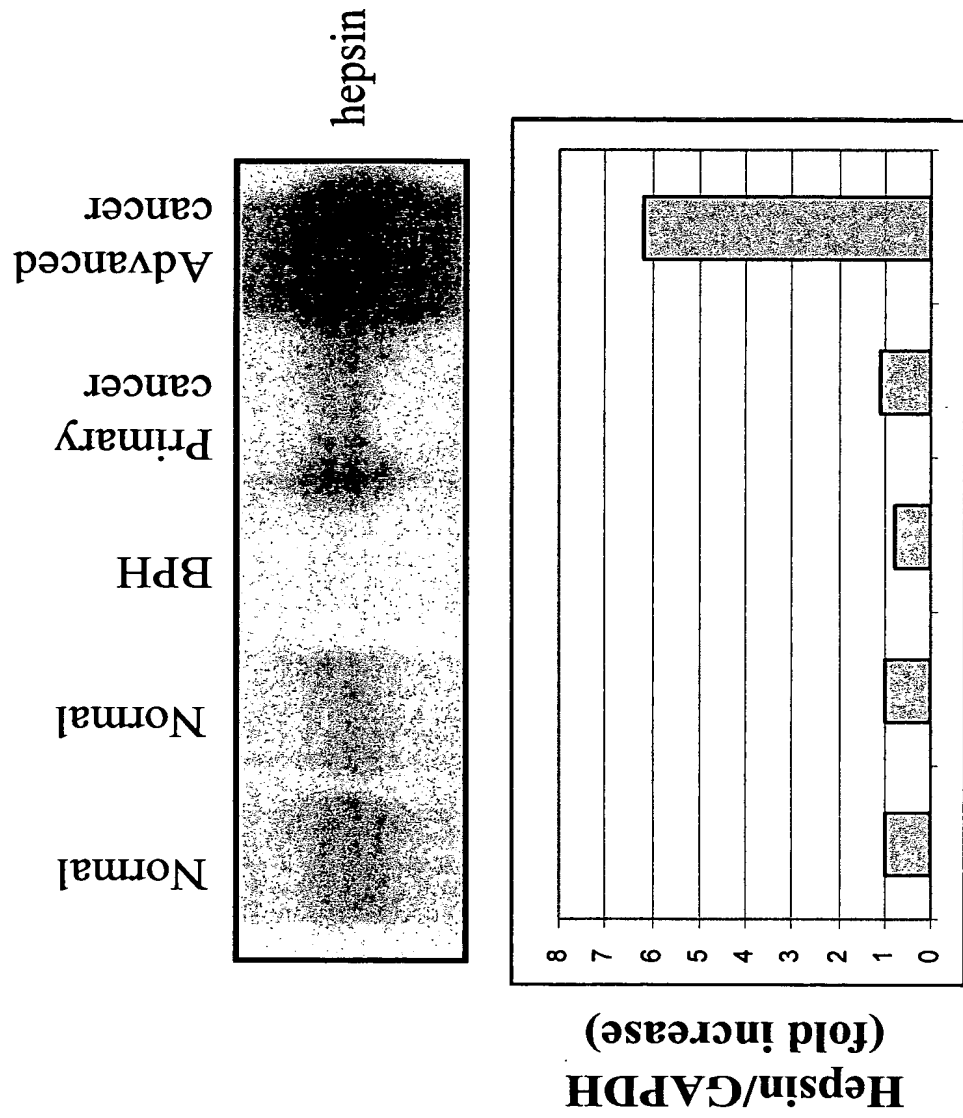 Normal
Normal
BPH
Primary
cancer
Advanced
cancer
hepsin
Hepsin/GAPDH
(fold increase)
8
7
6
5
4
3
2
1
0